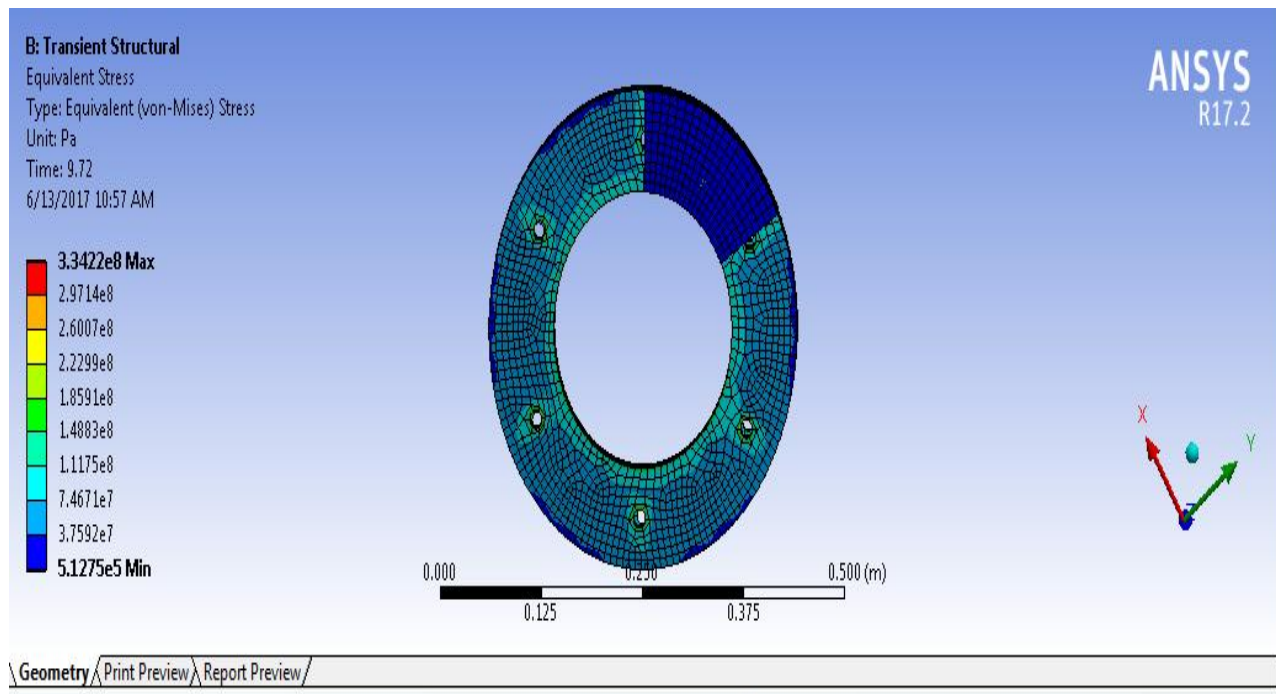 B: Transient Structural
Equivalent Stress
Type: Equivalent (von-Mises) Stress
Unit: Pa
Time: 9.72
6/13/2017 10:57 AM
3.3422e8 Max
2.9714e8
2.6007e8
2.2299e8
1.8591e8
1.4883e8
1.1175e8
7.4671e7
3.7592e7
5.1275e5 Min
ANSYS
R17.2
X
Y
0.000 0.250 0.500 (m)
0.125 0.375
Geometry Print Preview Report Preview